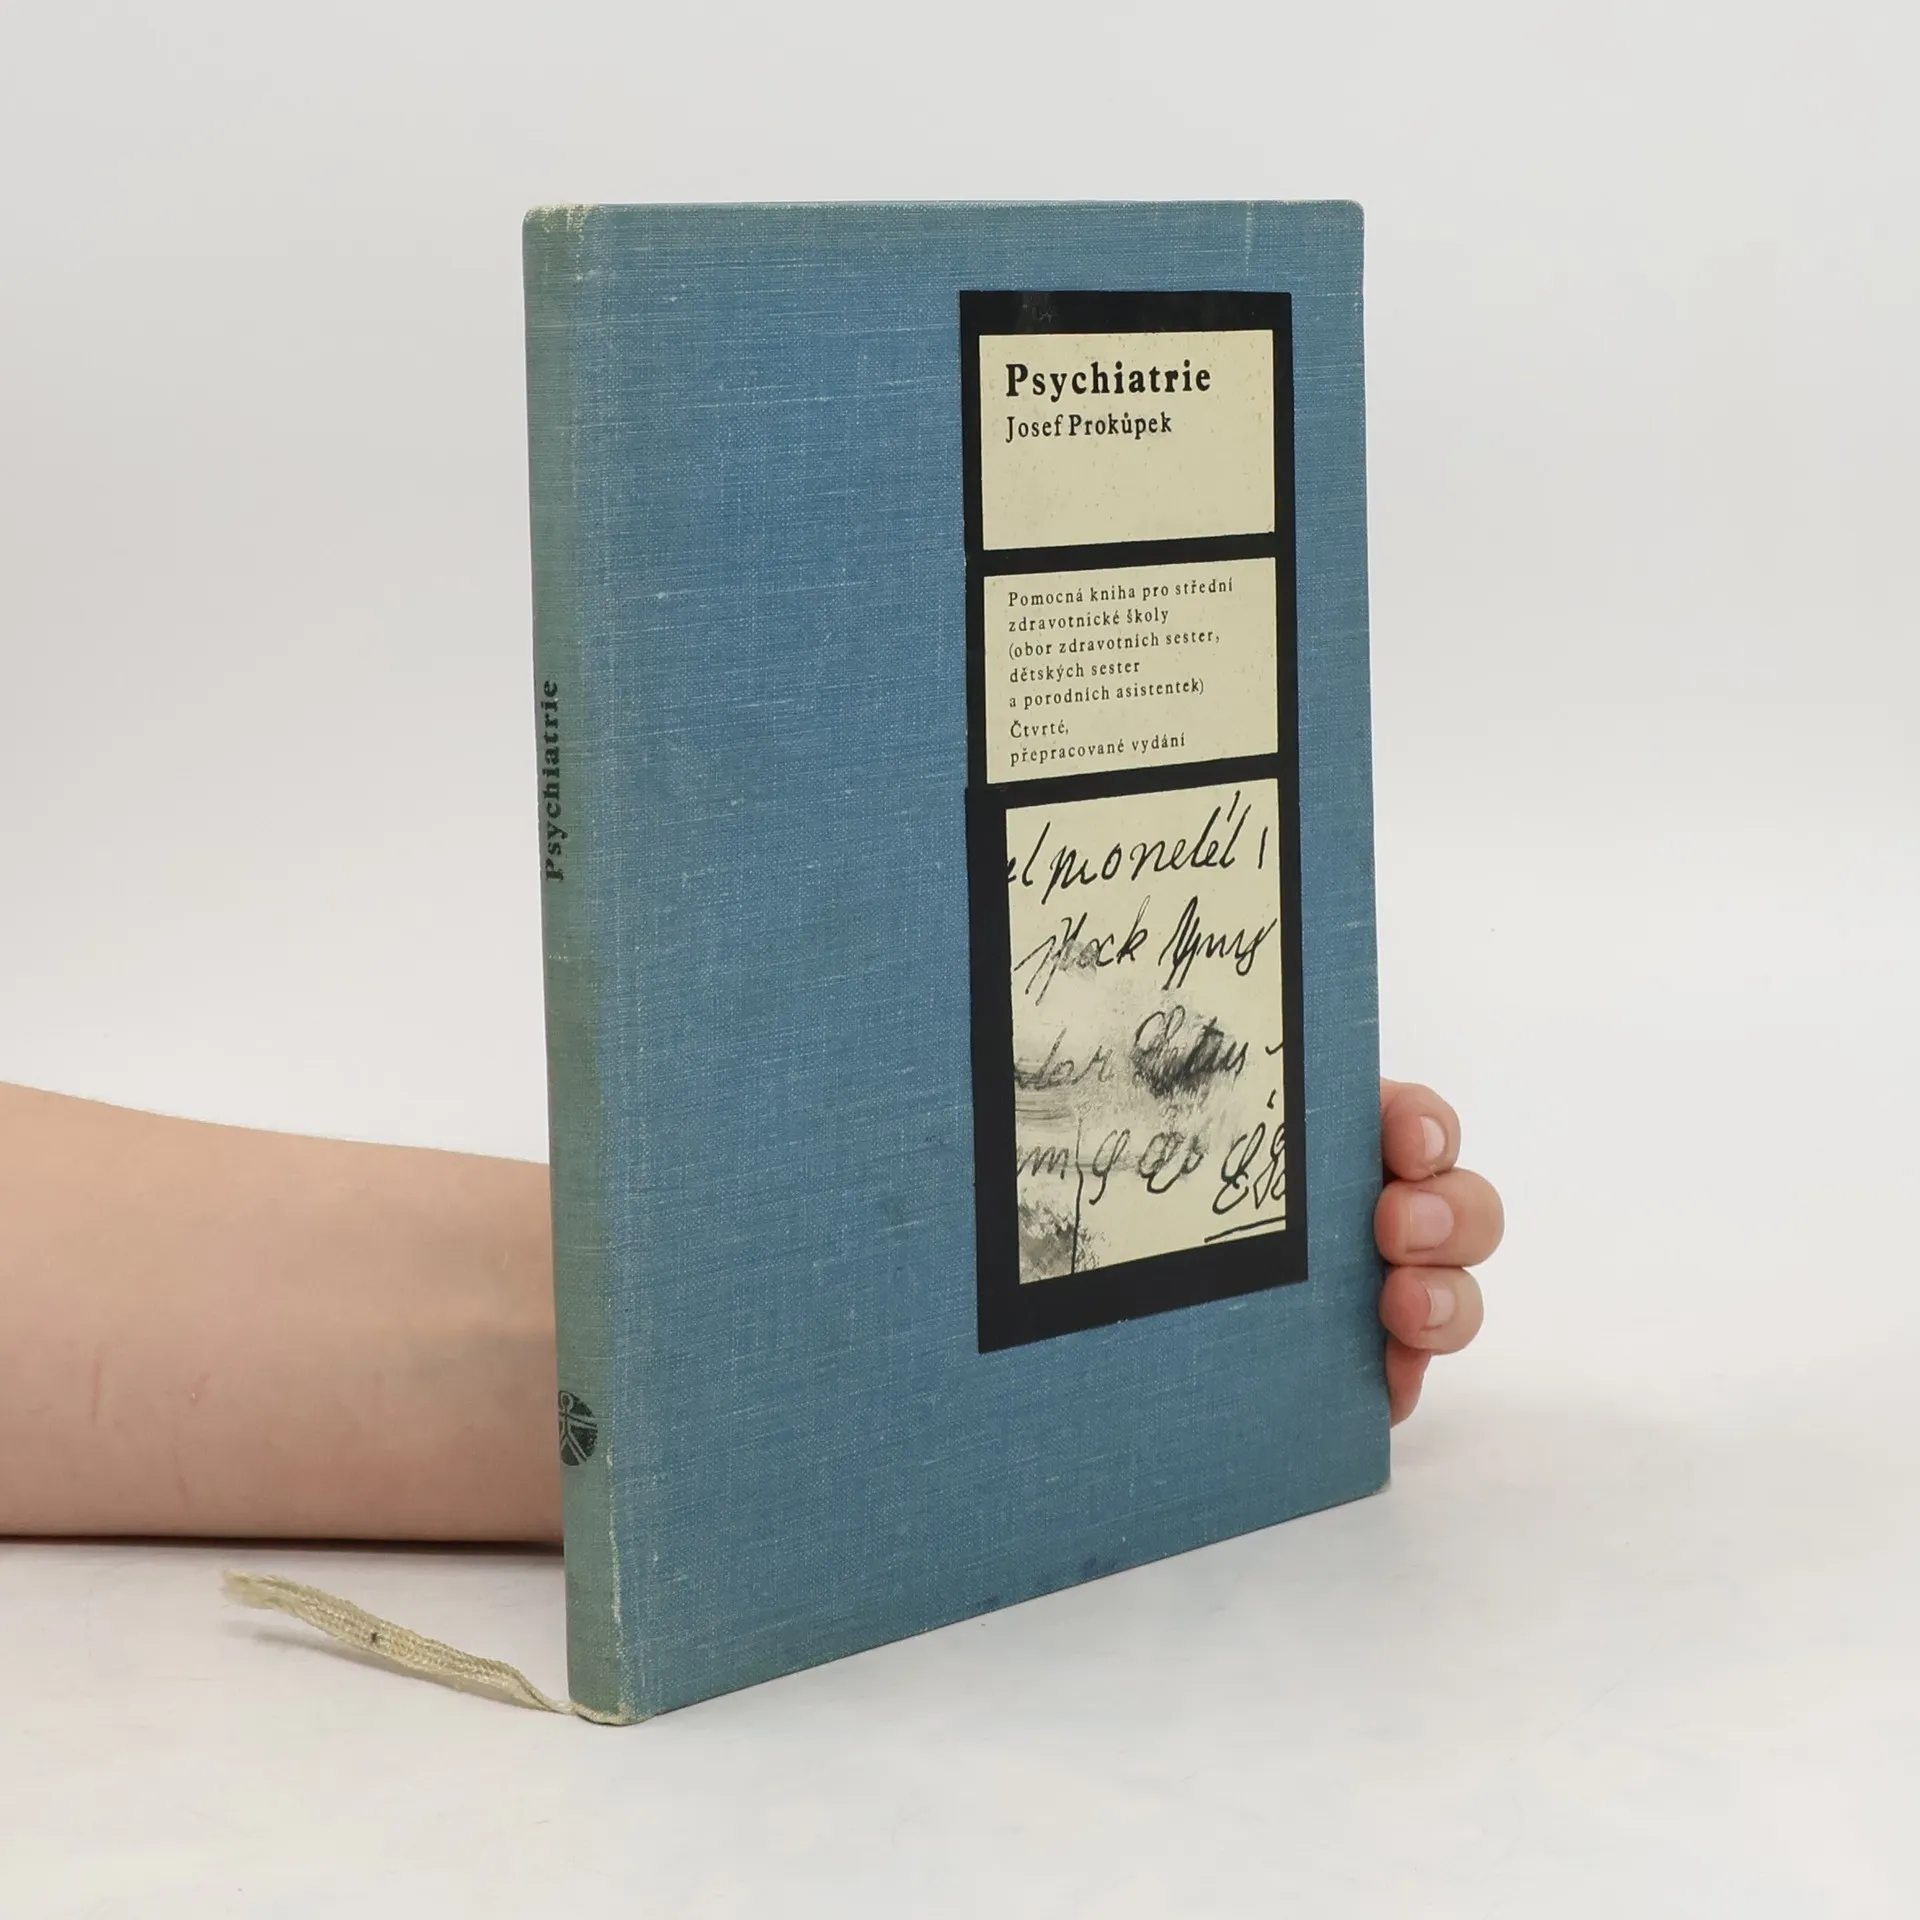 Psychiatrie
Josef Prokůpek
Pomocná kniha pro střední
zdravotnické školy
(obor zdravotních sester,
dětských sester
a porodních asistentek)
Čtvrté,
přepracované vydání
Psychiatrie